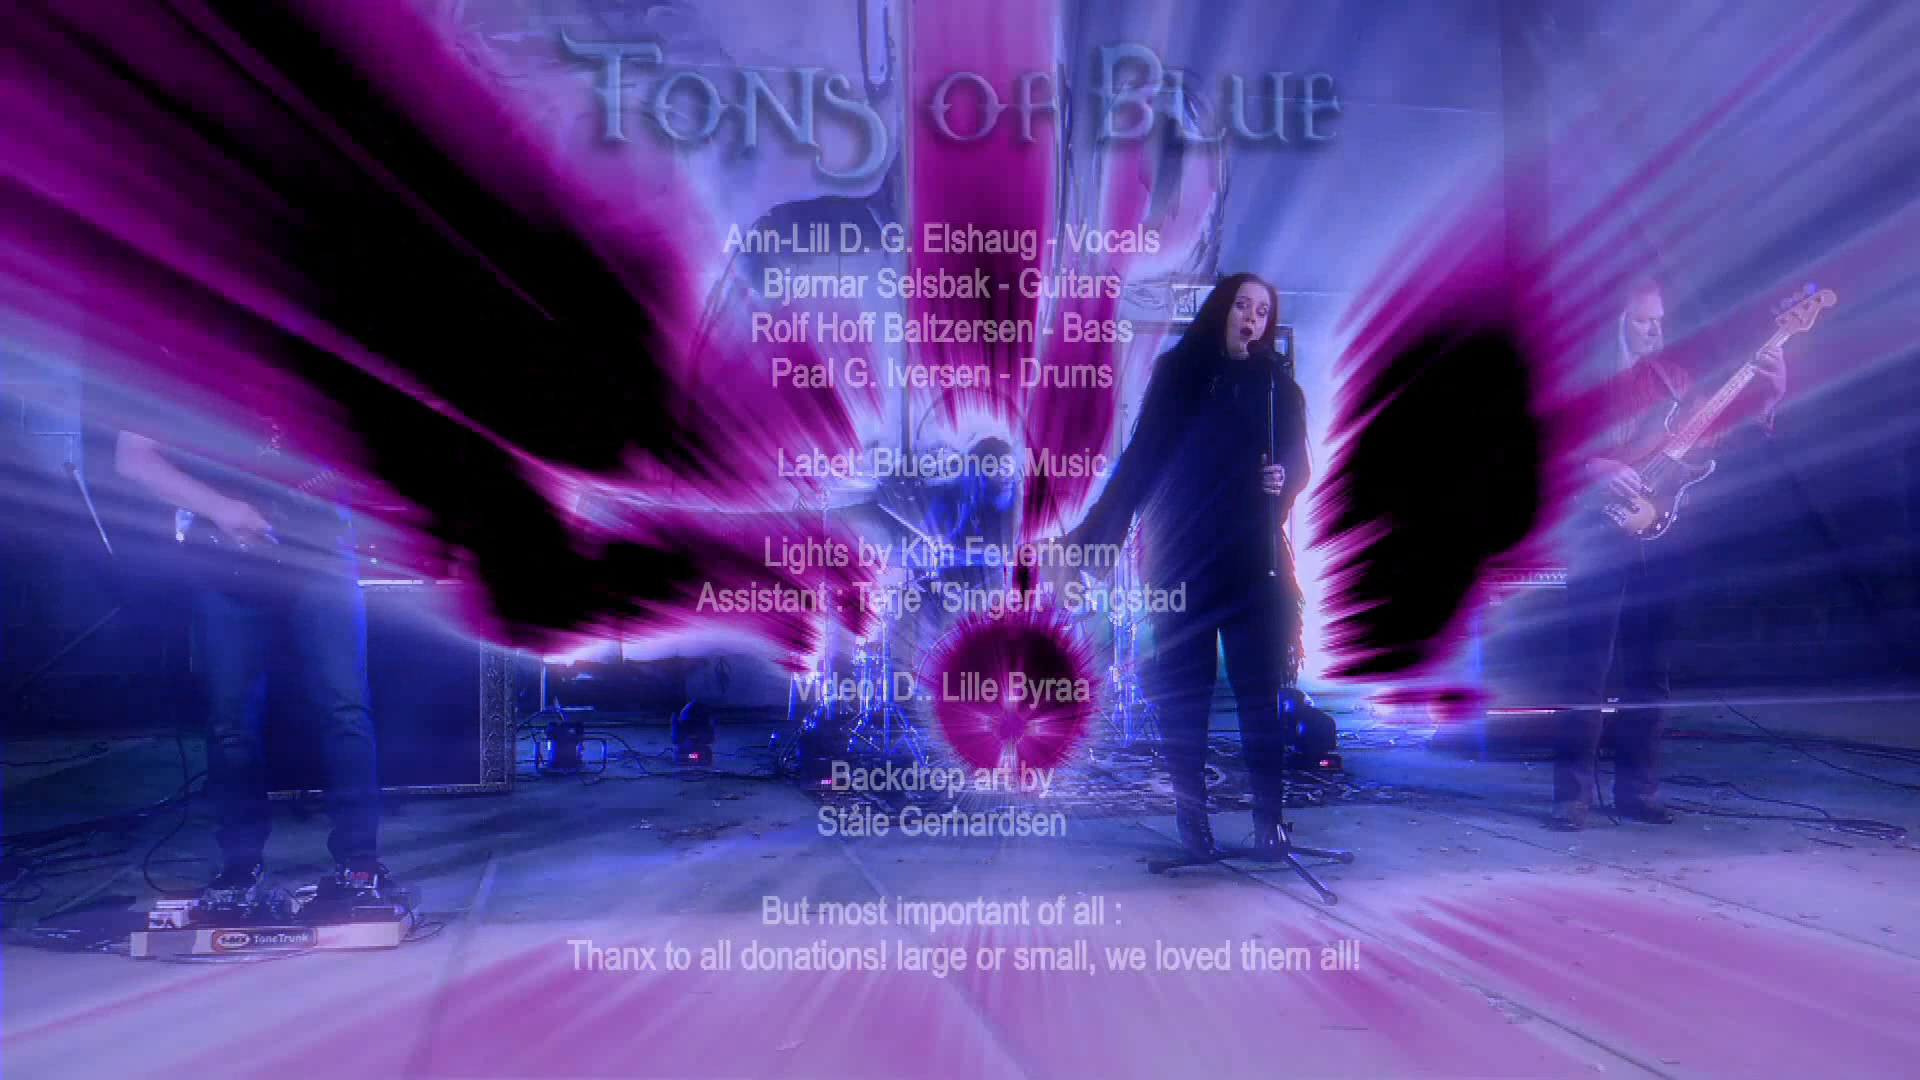 Tons of Blue
Ann-Lill D. G. Elshaug - Vocals
Bjørnar Selsbak - Guitars
Rolf Hoff Baltzersen - Bass
Paal G. Iversen - Drums
Label: Bluetones Music
Lights by Kim Feuerherm
Assistant : Terje "Singert" Singstad
Video: D.. Lille Byraa
Backdrop art by
Ståle Gerhardsen
But most important of all :
Thanx to all donations! large or small, we loved them all!
ToneTrunk